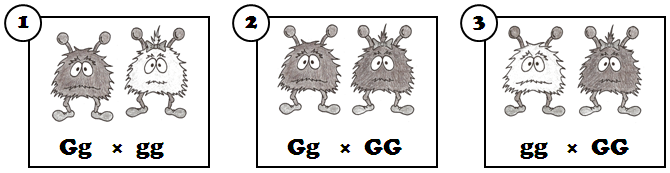 1
Gg × gg
2
Gg × GG
3
gg × GG